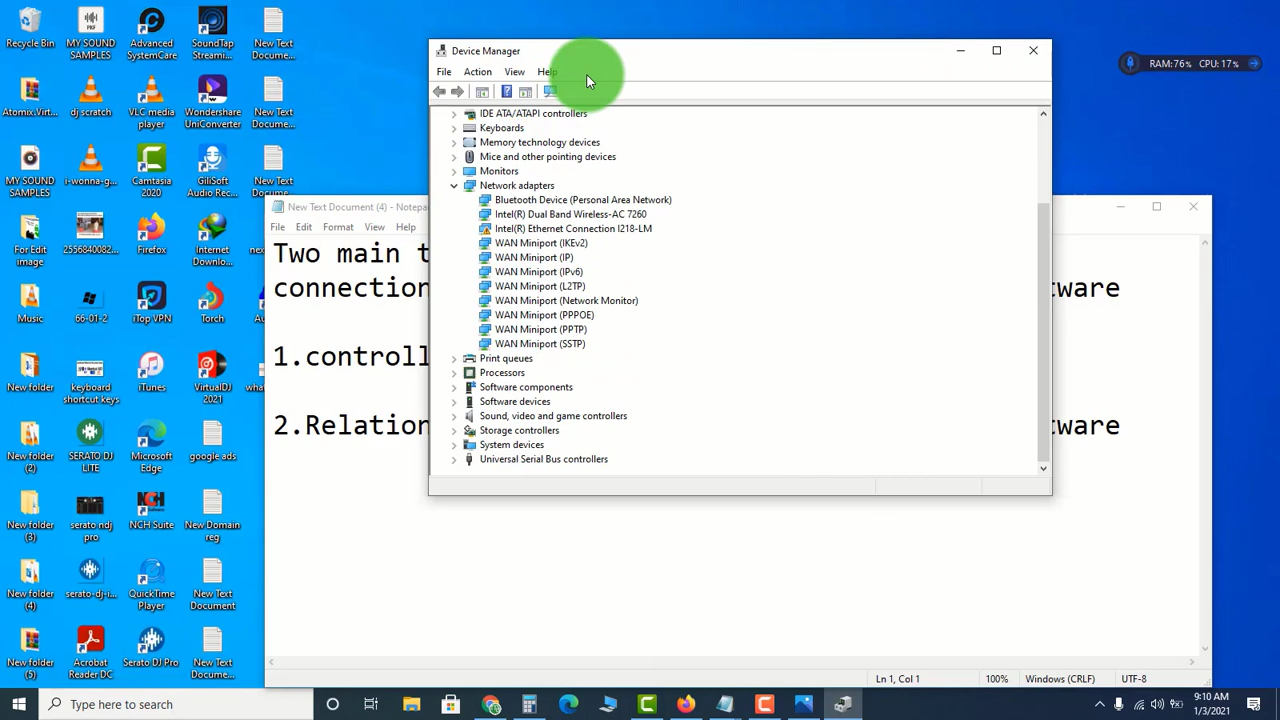 Recycle Bin
MY SOUND SAMPLES
Advanced SystemCare
SoundTap Streami...
New Text Docume...
Atomix.Virt...
dj scratch
VLC media player
Wondershare UniConverter
New Text Docume...
MY SOUND SAMPLES
i-wonna-g...
Camtasia 2020
GiliSoft Audio Rec...
New Text Docume...
For Edit image
2556840082...
Firefox
Internet Downlo...
Music
66-01-2
iTop VPN
Torch
New folder
keyboard shortcut keys
iTunes
VirtualDJ 2021
New folder (2)
SERATO DJ LITE
Microsoft Edge
google ads
New folder (3)
serato ndj pro
NCH Suite
New Domain reg
New folder (4)
serato-dj-i...
QuickTime Player
New Text Document
New folder (5)
Acrobat Reader DC
Serato DJ Pro
New Text Docume...
RAM:76% CPU:17%
Device Manager
File Action View Help
IDE ATA/ATAPI controllers
Keyboards
Memory technology devices
Mice and other pointing devices
Monitors
Network adapters
Bluetooth Device (Personal Area Network)
Intel(R) Dual Band Wireless-AC 7260
Intel(R) Ethernet Connection I218-LM
WAN Miniport (IKEv2)
WAN Miniport (IP)
WAN Miniport (IPv6)
WAN Miniport (L2TP)
WAN Miniport (Network Monitor)
WAN Miniport (PPPOE)
WAN Miniport (PPTP)
WAN Miniport (SSTP)
Print queues
Processors
Software components
Software devices
Sound, video and game controllers
Storage controllers
System devices
Universal Serial Bus controllers
New Text Document (4) - Notepa
File Edit Format View Help
Two main t
connection tware
1.controll
2.Relation tware
Ln 1, Col 1 100% Windows (CRLF) UTF-8
Type here to search
9:10 AM
1/3/2021